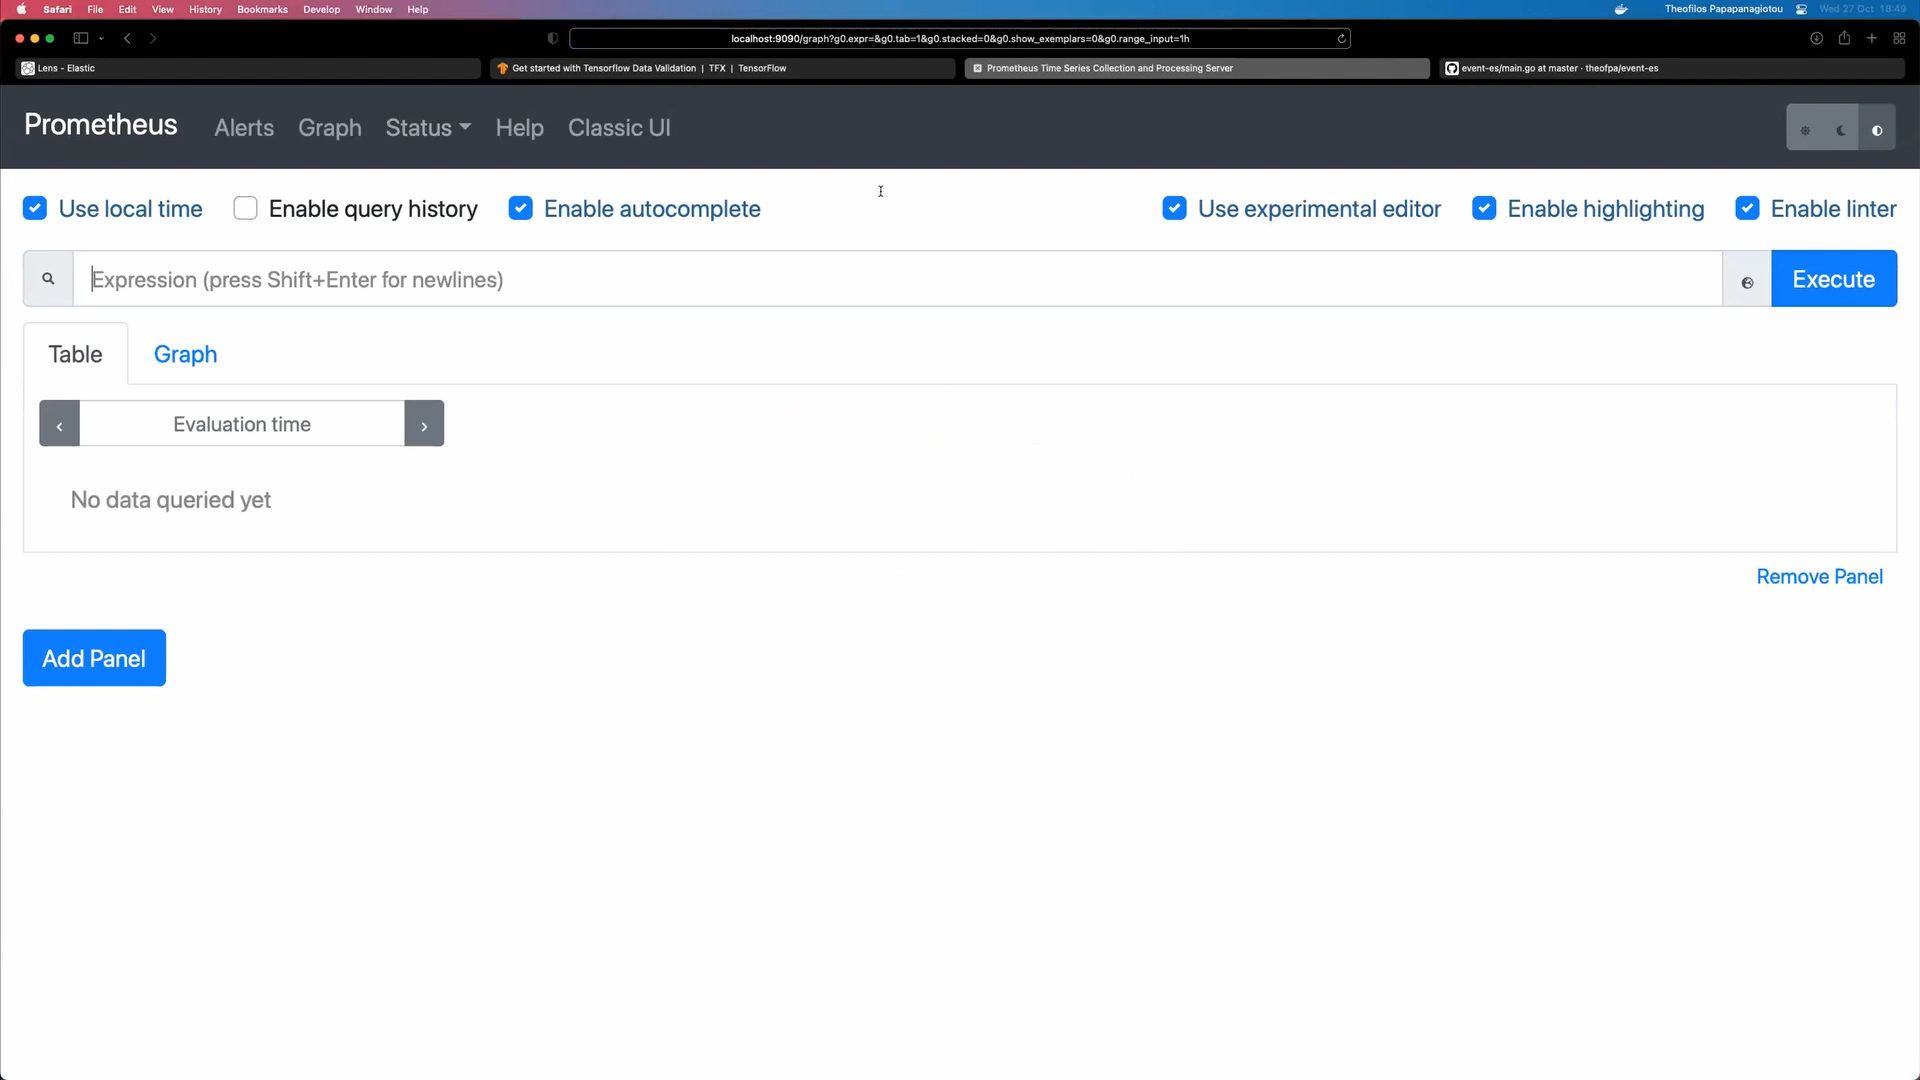 Safari File Edit View History Bookmarks Develop Window Help Theofilos Papapanagiotou Wed 27 Oct 18:49
localhost:9090/graph?g0.expr=&g0.tab=1&g0.stacked=0&g0.show_exemplars=0&g0.range_input=1h
Lens - Elastic Get started with Tensorflow Data Validation | TFX | TensorFlow Prometheus Time Series Collection and Processing Server event-es/main.go at master · theofpa/event-es
Prometheus Alerts Graph Status Help Classic UI
Use local time Enable query history Enable autocomplete Use experimental editor Enable highlighting Enable linter
Expression (press Shift+Enter for newlines) Execute
Table Graph
Evaluation time
No data queried yet
Remove Panel
Add Panel